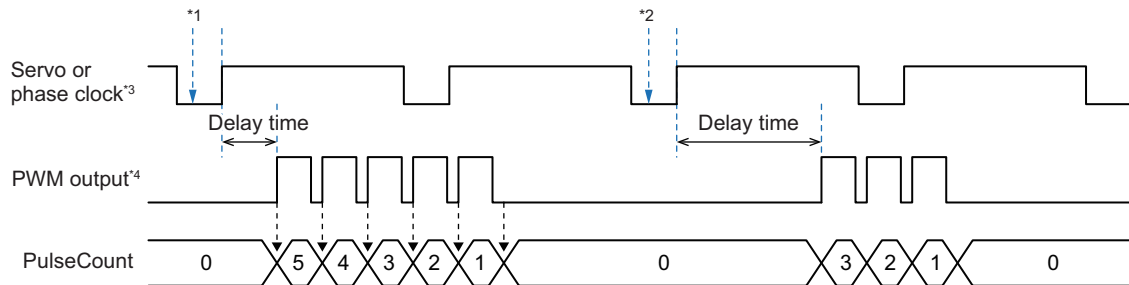 *1
*2
Servo or
phase clock*3
Delay time
Delay time
PWM output*4
PulseCount
0
5
4
3
2
1
0
3
2
1
0